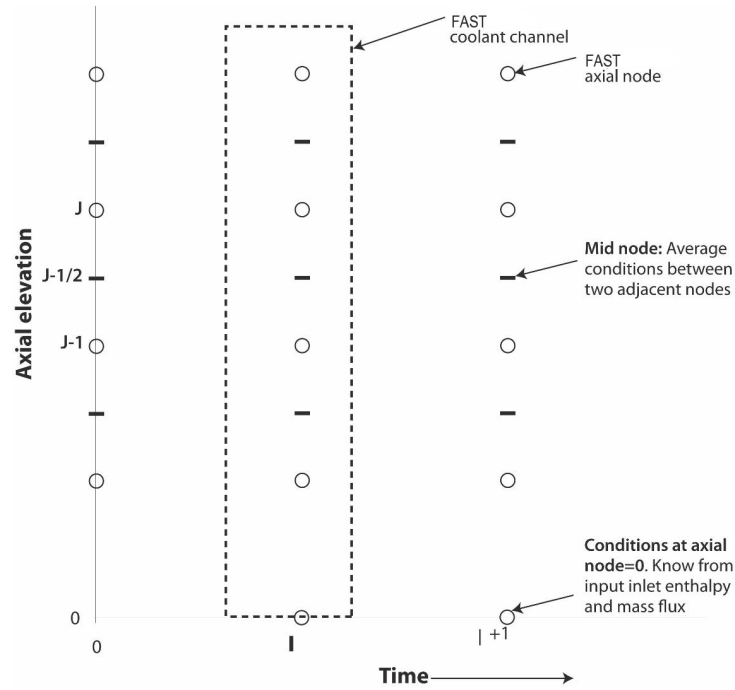 FAST
coolant channel
FAST
axial node
J
Mid node: Average
conditions between
two adjacent nodes
J-1/2
Axial elevation
J-1
Conditions at axial
node=0. Know from
input inlet enthalpy
and mass flux
0
0
I
I +1
Time